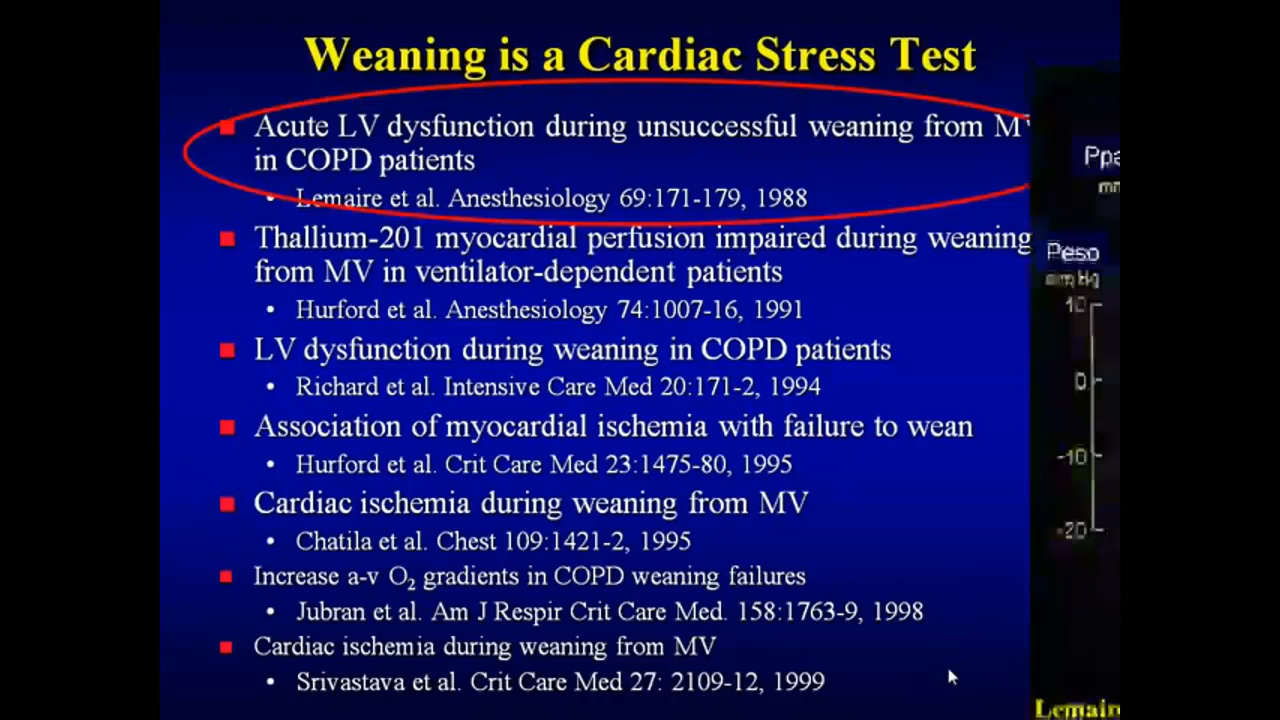 Weaning is a Cardiac Stress Test
Acute LV dysfunction during unsuccessful weaning from
in COPD patients
Lemaire et al. Anesthesiology 69:171-179, 1988
Thallium-201 myocardial perfusion impaired during weaning
from MV in ventilator-dependent patients
Hurford et al. Anesthesiology 74:1007-16, 1991
LV dysfunction during weaning in COPD patients
Richard et al. Intensive Care Med 20:171-2, 1994
Association of myocardial ischemia with failure to wean
Hurford et al. Crit Care Med 23:1475-80, 1995
Cardiac ischemia during weaning from MV
Chatila et al. Chest 109:1421-2, 1995
Increase a-v O₂ gradients in COPD weaning failures
Jubran et al. Am J Respir Crit Care Med. 158:1763-9, 1998
Cardiac ischemia during weaning from MV
Srivastava et al. Crit Care Med 27: 2109-12, 1999
Peso
mm Hg
10
0
-10
-20